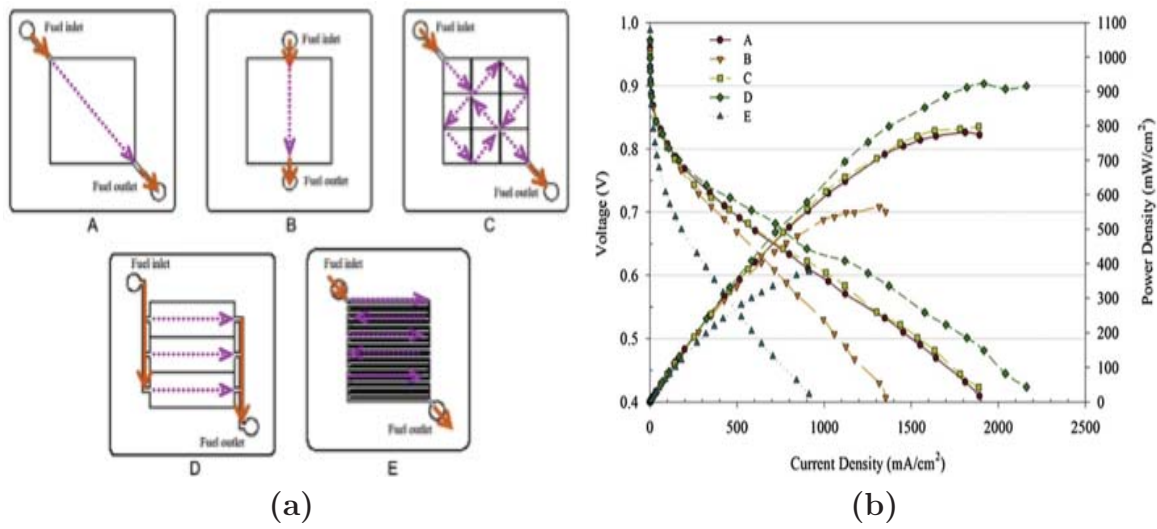 Fuel inlet
Fuel outlet
A
Fuel inlet
Fuel outlet
B
Fuel inlet
Fuel outlet
C
Fuel inlet
Fuel outlet
D
Fuel inlet
Fuel outlet
E
(a)
b)
1.0
0.9
0.8
0.7
0.6
0.5
0.4
Voltage (V)
A
B
C
D
E
1100
1000
900
800
700
600
500
400
300
200
100
0
Power Density (mW/cm²)
0
500
1000
1500
2000
2500
Current Density (mA/cm²)
(b)